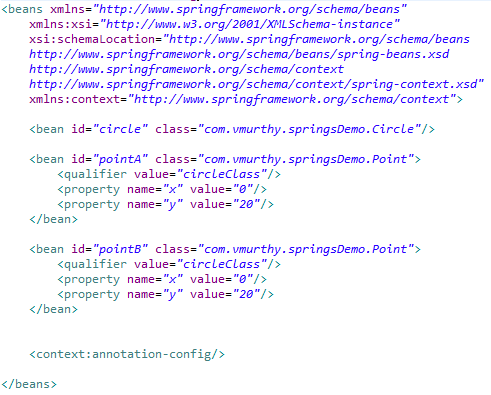 <beans xmlns="http://www.springframework.org/schema/beans"
xmlns:xsi="http://www.w3.org/2001/XMLSchema-instance"
xsi:schemaLocation="http://www.springframework.org/schema/beans
http://www.springframework.org/schema/beans/spring-beans.xsd
http://www.springframework.org/schema/context
http://www.springframework.org/schema/context/spring-context.xsd"
xmlns:context="http://www.springframework.org/schema/context">
<bean id="circle" class="com.vmurthy.springsDemo.Circle"/>
<bean id="pointA" class="com.vmurthy.springsDemo.Point">
<qualifier value="circleClass"/>
<property name="x" value="0"/>
<property name="y" value="20"/>
</bean>
<bean id="pointB" class="com.vmurthy.springsDemo.Point">
<qualifier value="circleClass"/>
<property name="x" value="0"/>
<property name="y" value="20"/>
</bean>
<context:annotation-config/>
</beans>